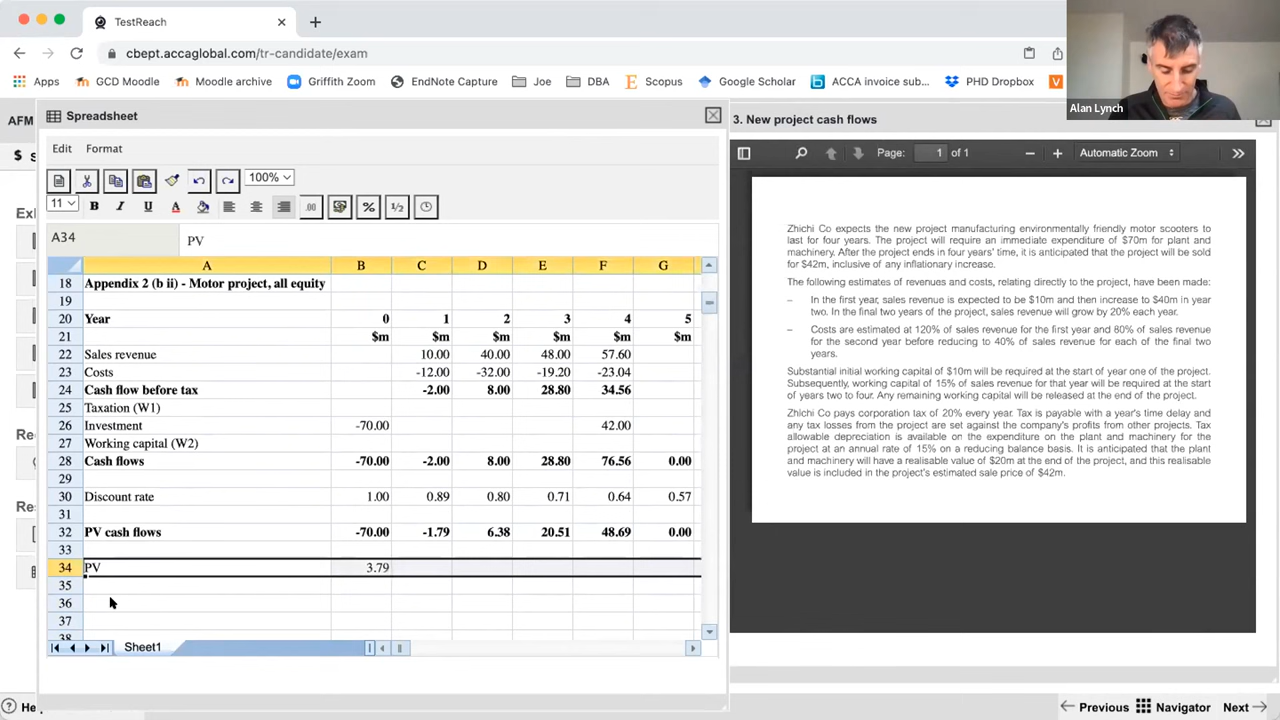 TestReach
cbept.accaglobal.com/tr-candidate/exam
Apps GCD Moodle Moodle archive Griffith Zoom EndNote Capture Joe DBA Scopus Google Scholar ACCA invoice sub... PHD Dropbox
Alan Lynch
AFM
Spreadsheet
3. New project cash flows
Edit Format
Page: 1 of 1 Automatic Zoom
100%
11 B I U A .00 % 1/2
A34 PV
A B C D E F G
18 Appendix 2 (b ii) - Motor project, all equity
19
20 Year 0 1 2 3 4 5
21 $m $m $m $m $m $m
22 Sales revenue 10.00 40.00 48.00 57.60
23 Costs -12.00 -32.00 -19.20 -23.04
24 Cash flow before tax -2.00 8.00 28.80 34.56
25 Taxation (W1)
26 Investment -70.00 42.00
27 Working capital (W2)
28 Cash flows -70.00 -2.00 8.00 28.80 76.56 0.00
29
30 Discount rate 1.00 0.89 0.80 0.71 0.64 0.57
31
32 PV cash flows -70.00 -1.79 6.38 20.51 48.69 0.00
33
34 PV 3.79
35
36
37
38
Sheet1
Zhichi Co expects the new project manufacturing environmentally friendly motor scooters to
last for four years. The project will require an immediate expenditure of $70m for plant and
machinery. After the project ends in four years' time, it is anticipated that the project will be sold
for $42m, inclusive of any inflationary increase.
The following estimates of revenues and costs, relating directly to the project, have been made:
– In the first year, sales revenue is expected to be $10m and then increase to $40m in year
two. In the final two years of the project, sales revenue will grow by 20% each year.
– Costs are estimated at 120% of sales revenue for the first year and 80% of sales revenue
for the second year before reducing to 40% of sales revenue for each of the final two
years.
Substantial initial working capital of $10m will be required at the start of year one of the project.
Subsequently, working capital of 15% of sales revenue for that year will be required at the start
of years two to four. Any remaining working capital will be released at the end of the project.
Zhichi Co pays corporation tax of 20% every year. Tax is payable with a year's time delay and
any tax losses from the project are set against the company's profits from other projects. Tax
allowable depreciation is available on the expenditure on the plant and machinery for the
project at an annual rate of 15% on a reducing balance basis. It is anticipated that the plant
and machinery will have a realisable value of $20m at the end of the project, and this realisable
value is included in the project's estimated sale price of $42m.
Previous Navigator Next